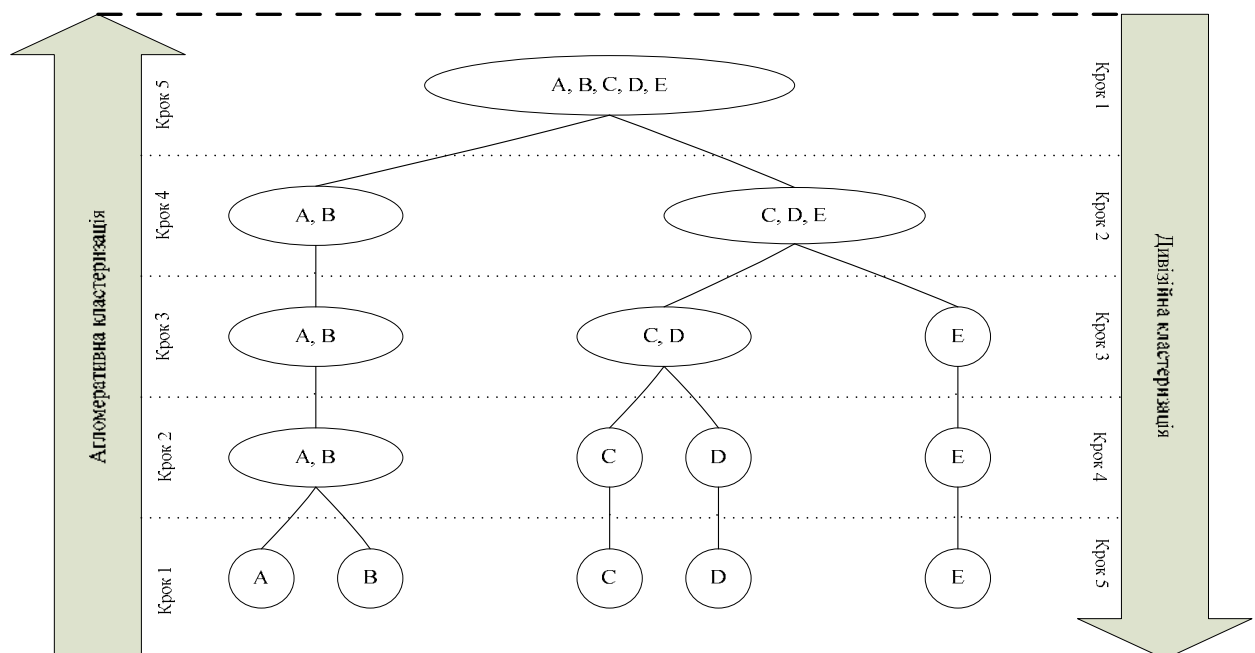 Агломеративна кластеризація
Крок 5
A, B, C, D, E
Крок 1
Крок 4
A, B
C, D, E
Крок 2
Крок 3
A, B
C, D
E
Крок 3
Крок 2
A, B
C
D
E
Крок 4
Крок 1
A
B
C
D
E
Крок 5
Дивізійна кластеризація